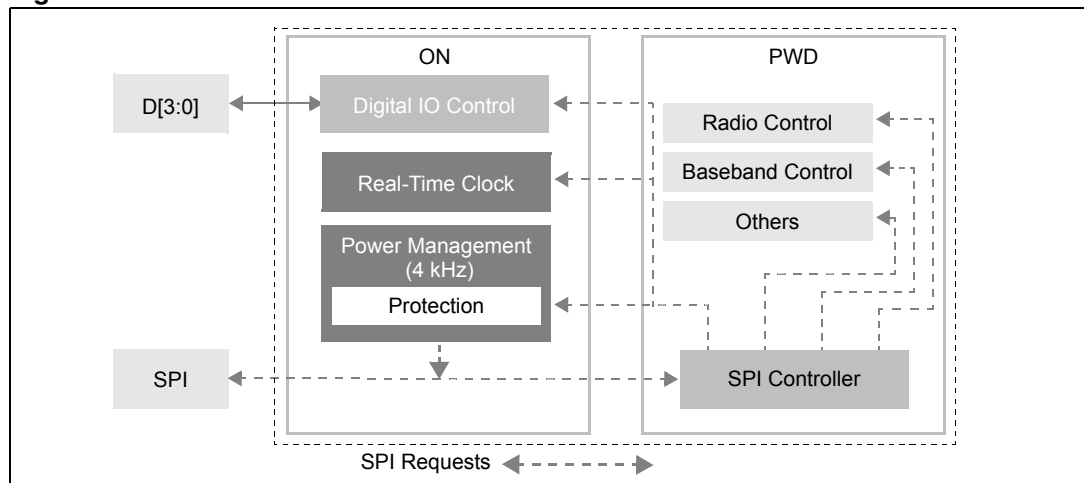 ON
PWD
D[3:0]
Digital IO Control
Radio Control
Real-Time Clock
Baseband Control
Others
Power Management
(4 kHz)
Protection
SPI
SPI Controller
SPI Requests